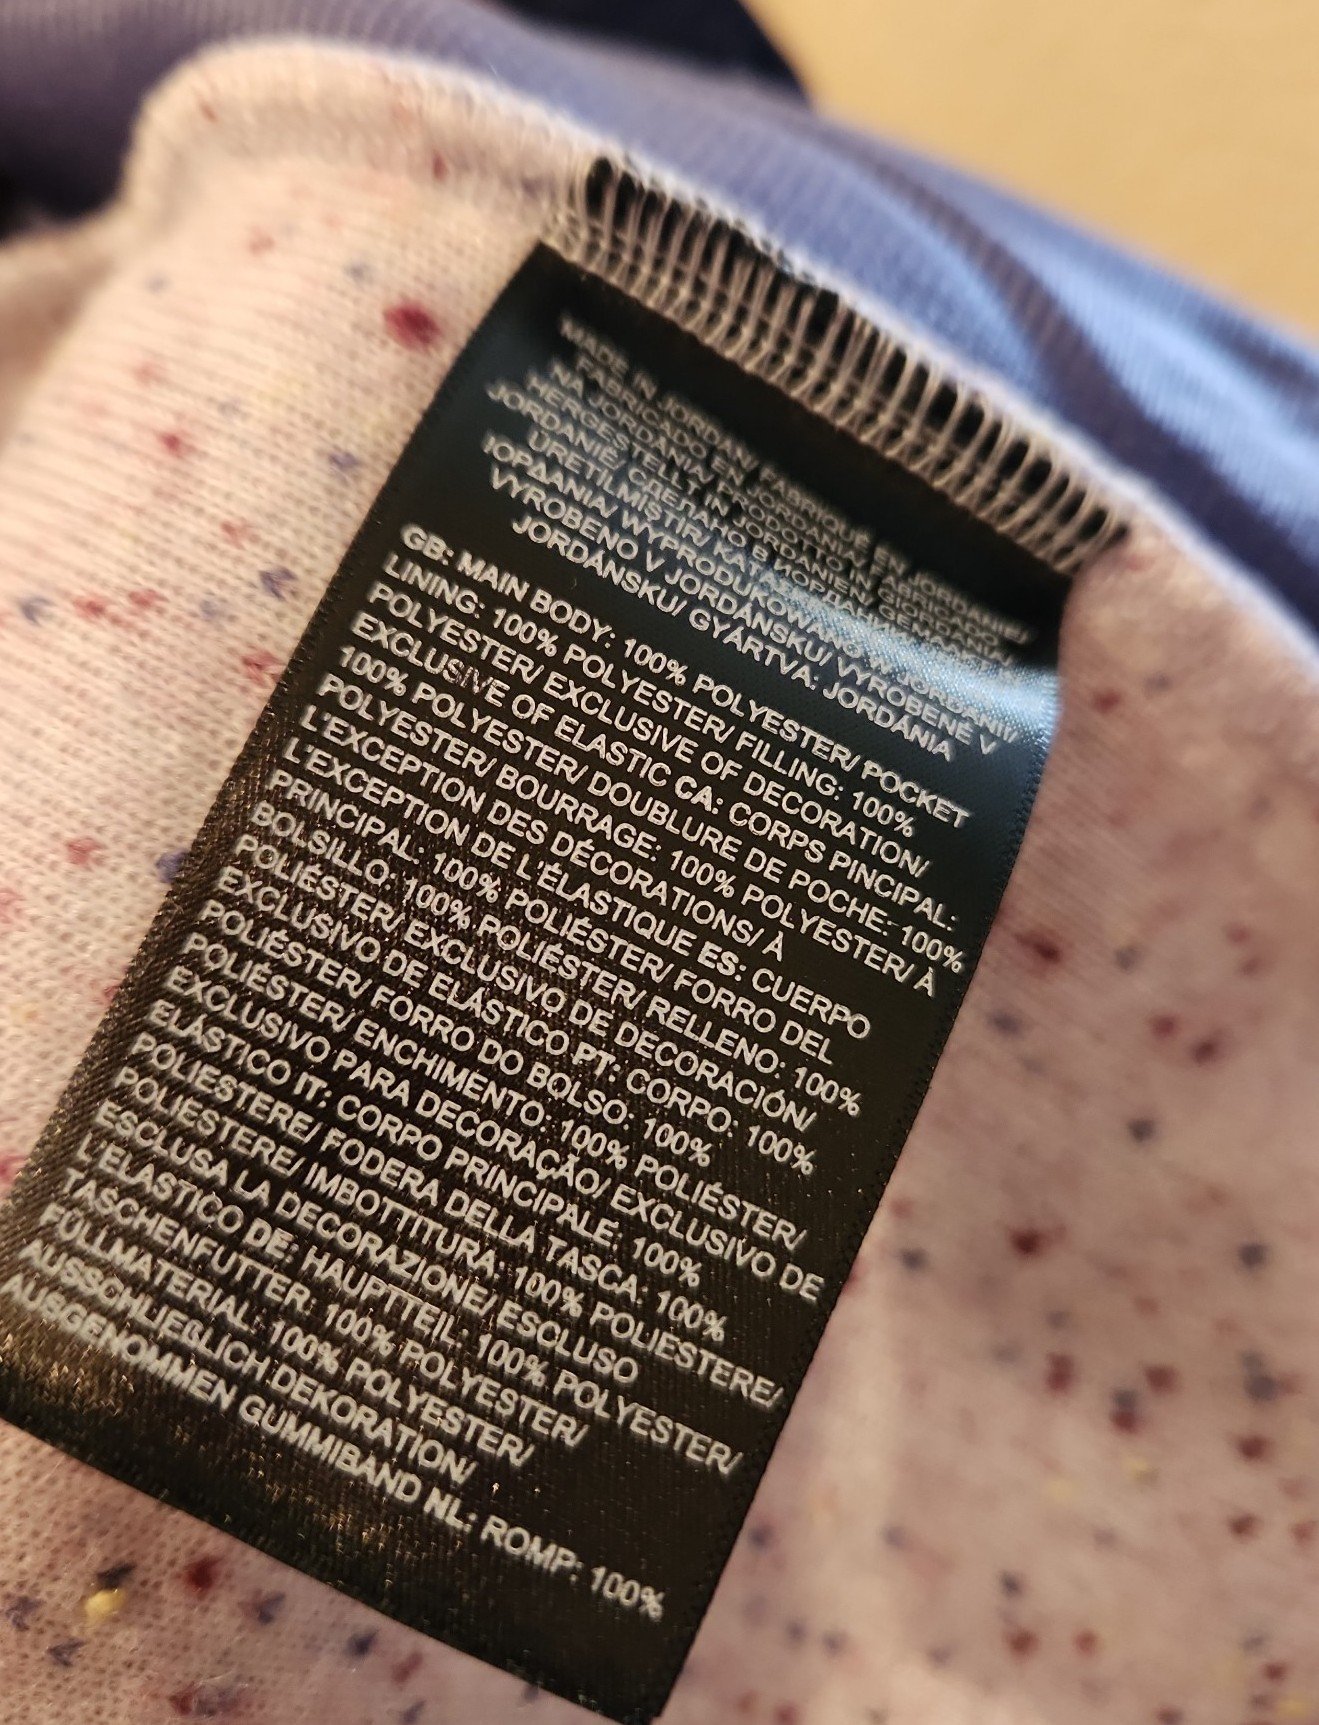 MADE IN JORDAN/ FABRIQUÉ EN JORDANIE/
FABRICADO EN JORDANIA/ FABRICADO
NA JORDÂNIA/ PRODOTTO IN GIORDANIA/
HERGESTELLT IN JORDANIEN/
JORDANIË/ СДЕЛАНО В ИОРДАНИИ/
ÜRETİLMİŞTİR/
ΙΟΡΔΑΝΙΑ/ WYPRODUKOWANO W JORDANII/
VYROBENO V JORDÁNSKU/ VYROBENÉ V
JORDÁNSKU/ GYÁRTVA: JORDÁNIA
GB: MAIN BODY: 100% POLYESTER/ POCKET
LINING: 100% POLYESTER/ FILLING: 100%
POLYESTER/ EXCLUSIVE OF DECORATION/
EXCLUSIVE OF ELASTIC CA: CORPS PINCIPAL:
100% POLYESTER/ DOUBLURE DE POCHE: 100%
POLYESTER/ BOURRAGE: 100% POLYESTER/ À
L'EXCEPTION DES DÉCORATIONS/ À
L'EXCEPTION DE L'ÉLASTIQUE ES: CUERPO
PRINCIPAL: 100% POLIÉSTER/ FORRO DEL
BOLSILLO: 100% POLIÉSTER/ RELLENO: 100%
POLIÉSTER/ EXCLUSIVO DE DECORACIÓN/
EXCLUSIVO DE ELÁSTICO PT: CORPO: 100%
POLIÉSTER/ FORRO DO BOLSO: 100%
POLIÉSTER/ ENCHIMENTO: 100% POLIÉSTER/
EXCLUSIVO PARA DECORAÇÃO/ EXCLUSIVO DE
ELÁSTICO IT: CORPO PRINCIPALE: 100%
POLIESTERE/ FODERA DELLA TASCA: 100%
POLIESTERE/ IMBOTTITURA: 100% POLIESTERE/
ESCLUSA LA DECORAZIONE/ ESCLUSO
L'ELASTICO DE: HAUPTTEIL: 100% POLYESTER/
TASCHENFUTTER: 100% POLYESTER/
FÜLLMATERIAL: 100% POLYESTER/
AUSSCHLIEßLICH DEKORATION/
AUSGENOMMEN GUMMIBAND NL: ROMP: 100%